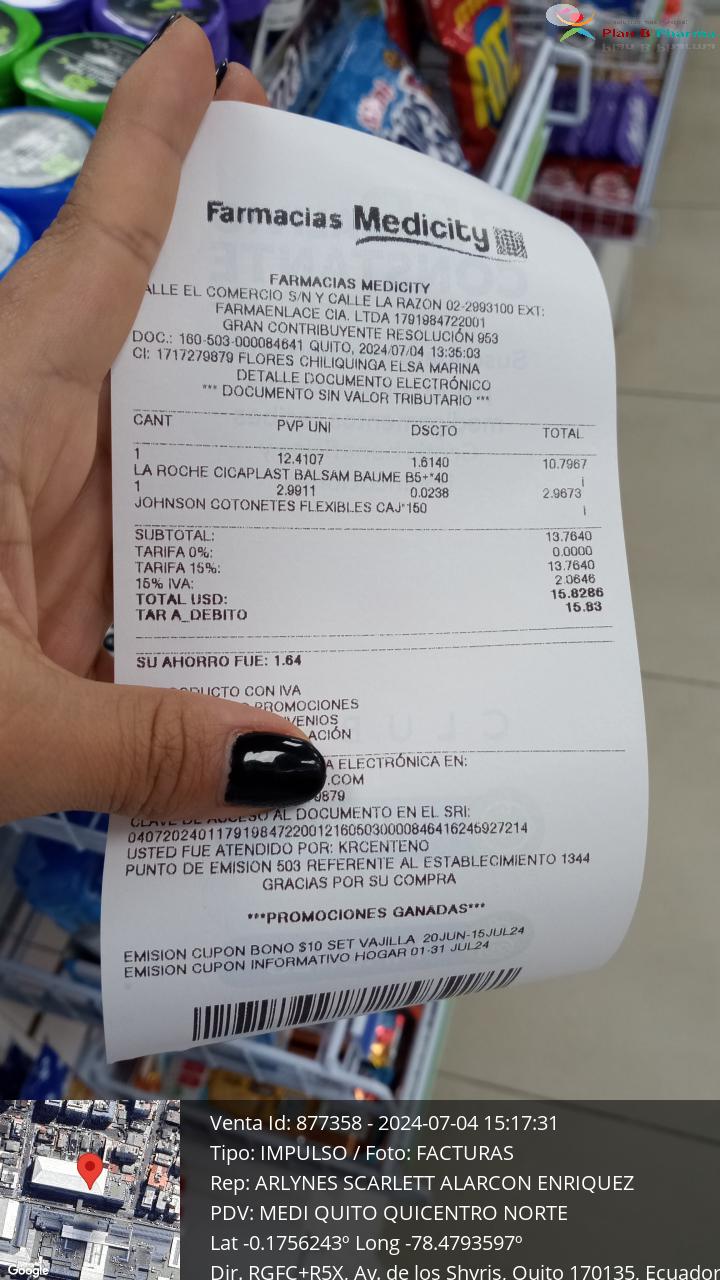 Plan B Pharma
Farmacias Medicity
FARMACIAS MEDICITY
ALLE EL COMERCIO S/N Y CALLE LA RAZON 02-2993100 EXT:
FARMAENLACE CIA. LTDA 1791984722001
GRAN CONTRIBUYENTE RESOLUCIÓN 953
DOC.: 160-503-000084641 QUITO, 2024/07/04 13:35:03
CI: 1717279879 FLORES CHILIQUINGA ELSA MARINA
DETALLE DOCUMENTO ELECTRÓNICO
*** DOCUMENTO SIN VALOR TRIBUTARIO ***
CANT PVP UNI DSCTO TOTAL
1 12.4107 1.6140 10.7967
LA ROCHE CICAPLAST BALSAM BAUME B5+*40 i
1 2.9911 0.0238 2.9673
JOHNSON COTONETES FLEXIBLES CAJ*150 i
SUBTOTAL: 13.7640
TARIFA 0%: 0.0000
TARIFA 15%: 13.7640
15% IVA: 2.0646
TOTAL USD: 15.8286
TAR A_DEBITO 15.83
SU AHORRO FUE: 1.64
ODUCTO CON IVA
PROMOCIONES
VENIOS
ACIÓN
A ELECTRÓNICA EN:
.COM
9879
CLAVE DE ACCESO AL DOCUMENTO EN EL SRI:
0407202401179198472200121605030000846416245927214
USTED FUE ATENDIDO POR: KRCENTENO
PUNTO DE EMISION 503 REFERENTE AL ESTABLECIMIENTO 1344
GRACIAS POR SU COMPRA
***PROMOCIONES GANADAS***
EMISION CUPON BONO $10 SET VAJILLA 20JUN-15JUL24
EMISION CUPON INFORMATIVO HOGAR 01-31 JUL24
Venta Id: 877358 - 2024-07-04 15:17:31
Tipo: IMPULSO / Foto: FACTURAS
Rep: ARLYNES SCARLETT ALARCON ENRIQUEZ
PDV: MEDI QUITO QUICENTRO NORTE
Lat -0.1756243º Long -78.4793597º
Dir. RGFC+R5X, Av. de los Shyris, Quito 170135, Ecuador
Google